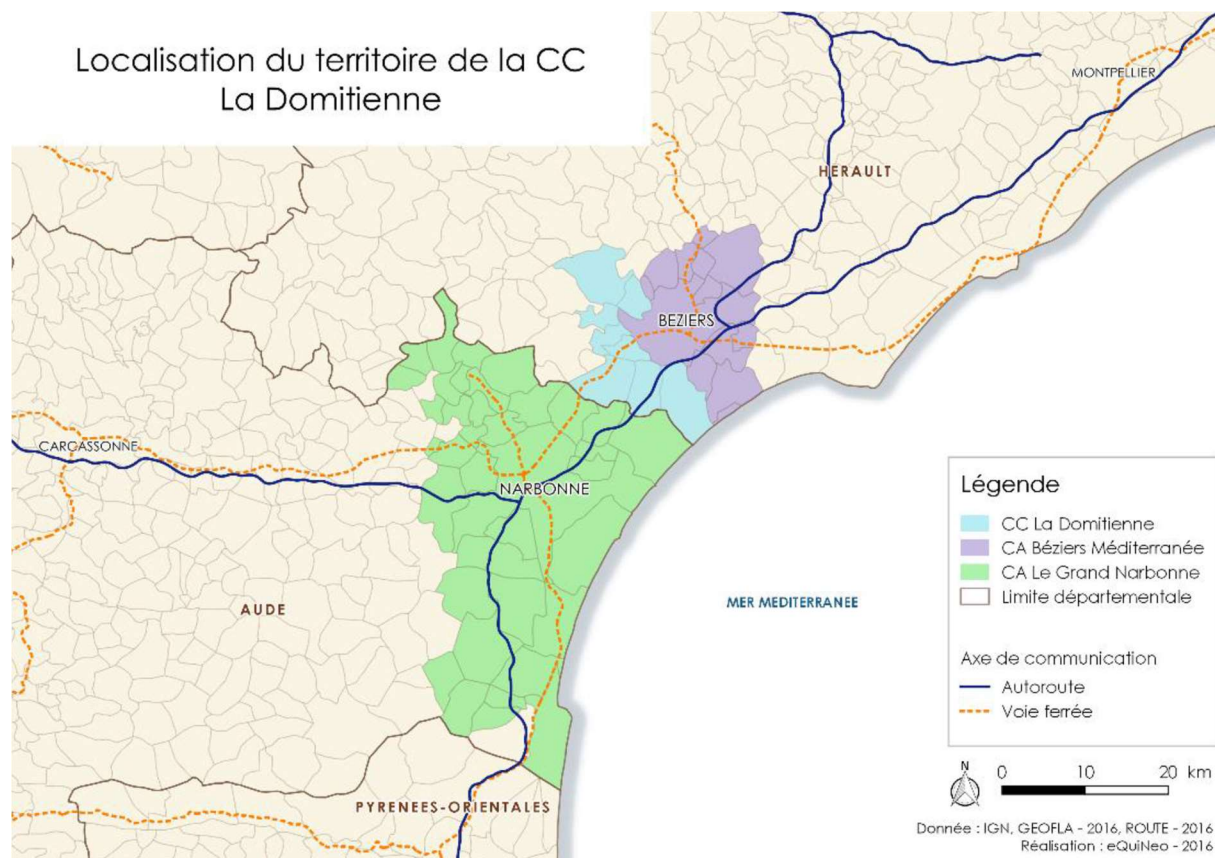 Localisation du territoire de la CC
La Domitienne
MONTPELLIER
HERAULT
BEZIERS
CARCASSONNE
NARBONNE
AUDE
MER MEDITERRANEE
PYRENEES-ORIENTALES
Légende
CC La Domitienne
CA Béziers Méditerranée
CA Le Grand Narbonne
Limite départementale
Axe de communication
Autoroute
Voie ferrée
N
0 10 20 km
Donnée : IGN, GEOFLA - 2016, ROUTE - 2016
Réalisation : eQuiNeo - 2016